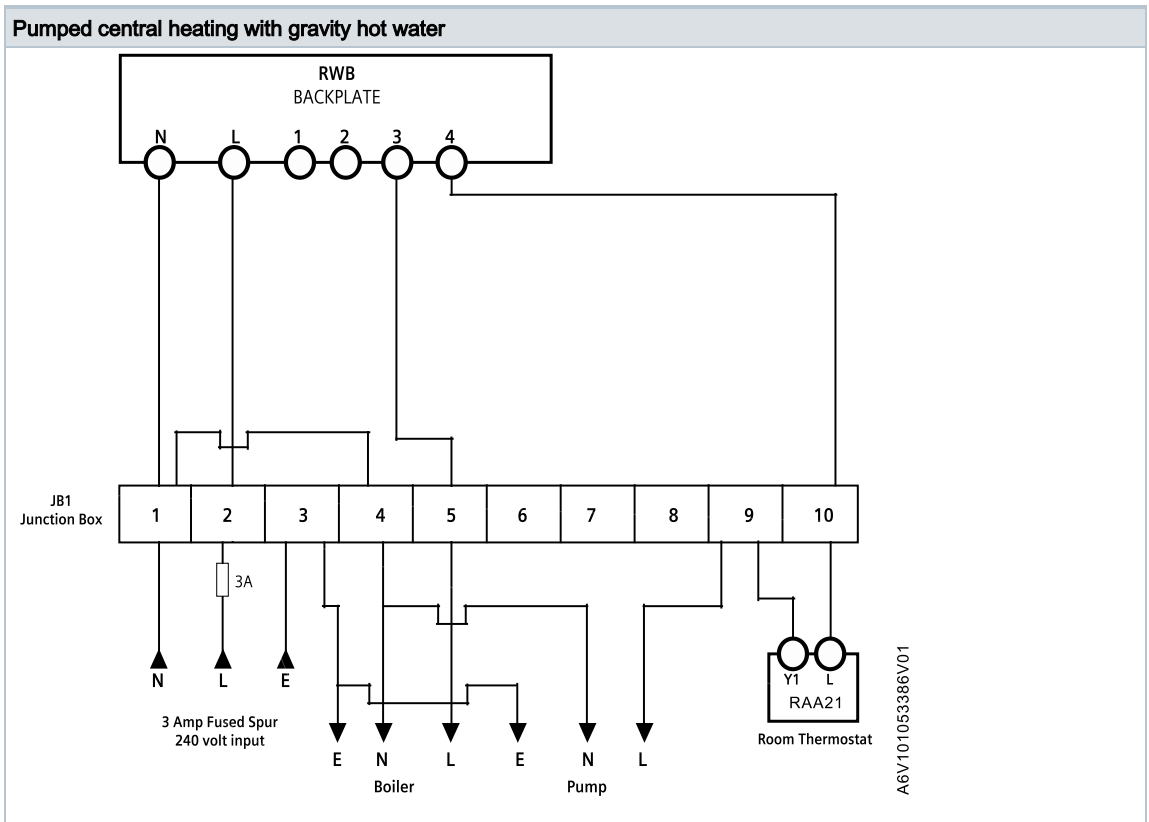 Pumped central heating with gravity hot water
RWB
BACKPLATE
N L 1 2 3 4
JB1
Junction Box
1 2 3 4 5 6 7 8 9 10
3A
N L E
3 Amp Fused Spur
240 volt input
E N L E N L
Boiler Pump
Y1 L
RAA21
Room Thermostat
A6V101053386V01